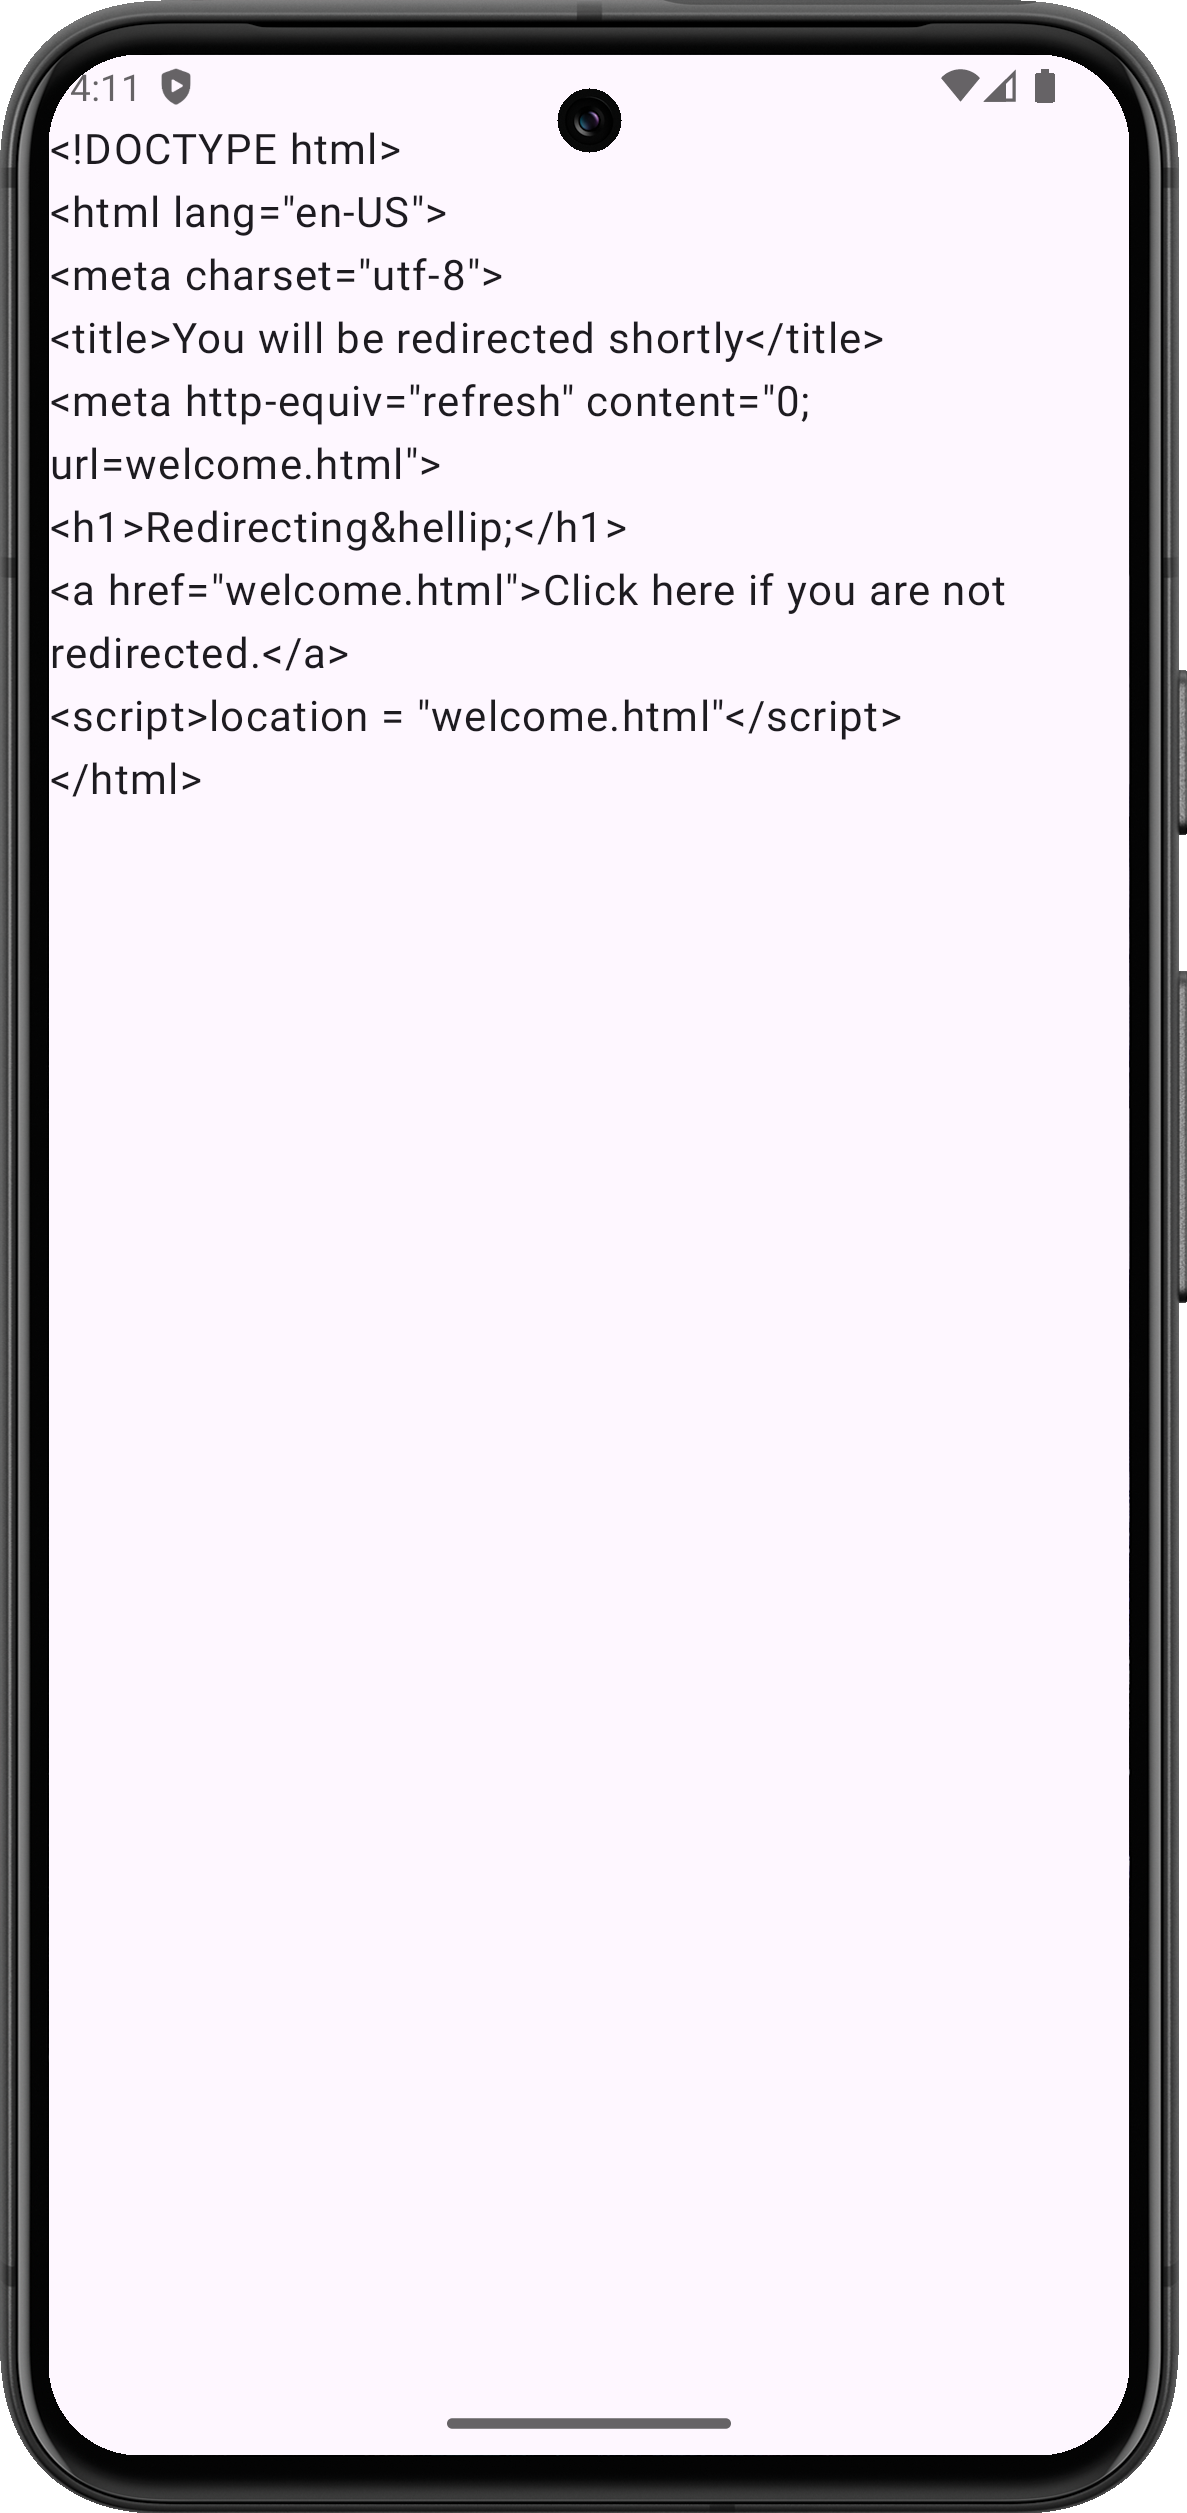 4:11
<!DOCTYPE html>
<html lang="en-US">
<meta charset="utf-8">
<title>You will be redirected shortly</title>
<meta http-equiv="refresh" content="0;
url=welcome.html">
<h1>Redirecting&hellip;</h1>
<a href="welcome.html">Click here if you are not
redirected.</a>
<script>location = "welcome.html"</script>
</html>